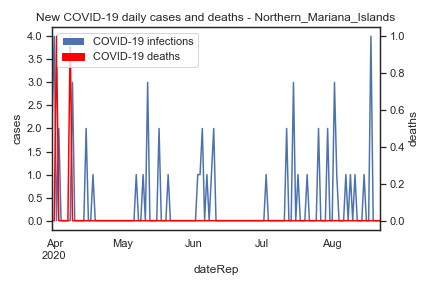 New COVID-19 daily cases and deaths - Northern_Mariana_Islands
COVID-19 infections
COVID-19 deaths
4.0
3.5
3.0
2.5
2.0
1.5
1.0
0.5
0.0
cases
1.0
0.8
0.6
0.4
0.2
0.0
deaths
Apr
2020
May
Jun
Jul
Aug
dateRep